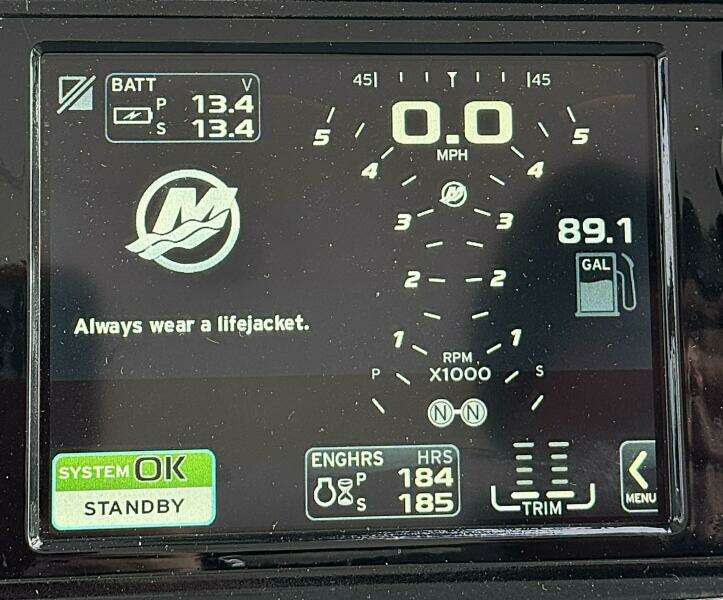 BATT V
P 13.4
S 13.4
45 45
0.0
MPH
5 5
4 4
M
3 3
89.1
GAL
2 2
Always wear a lifejacket.
1 1
RPM
P X1000 S
N N
SYSTEM OK
STANDBY
ENGHRS HRS
P 184
S 185
TRIM
MENU